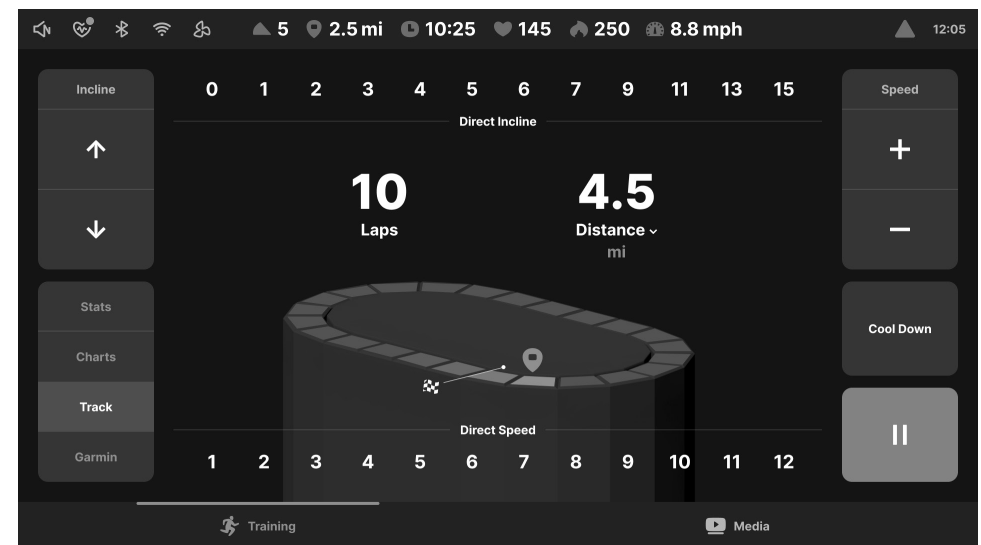 5 2.5 mi 10:25 145 250 8.8 mph 12:05
Incline
0 1 2 3 4 5 6 7 9 11 13 15
Speed
Direct Incline
10
Laps
4.5
Distance
mi
Stats
Charts
Track
Garmin
Cool Down
Direct Speed
1 2 3 4 5 6 7 8 9 10 11 12
Training
Media